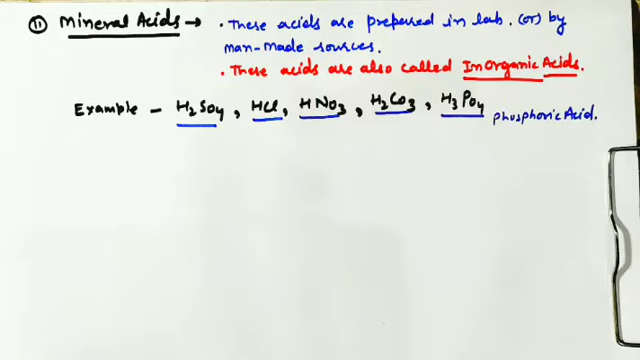 (ii) Mineral Acids → • These acids are prepared in lab. (or) by
man-made sources.
• These acids are also called InOrganic Acids.
Example - H2SO4, HCl, HNO3, H2CO3, H3PO4
phosphoric Acid.